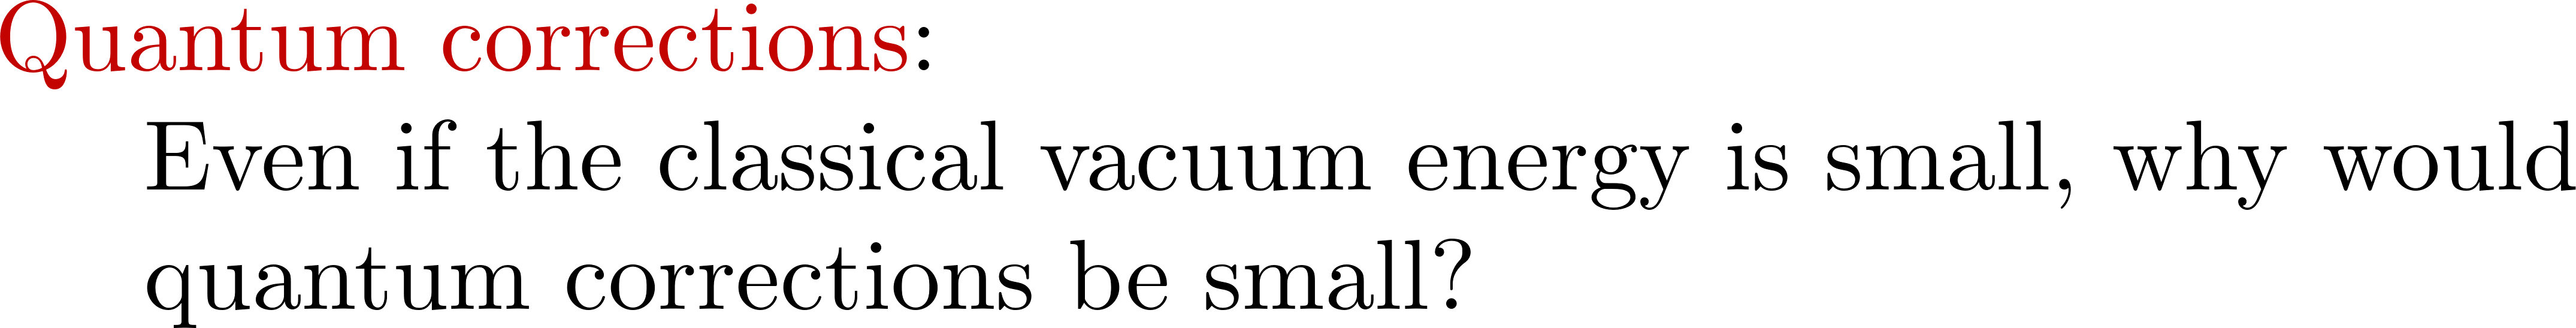 Quantum corrections:
Even if the classical vacuum energy is small, why would
quantum corrections be small?